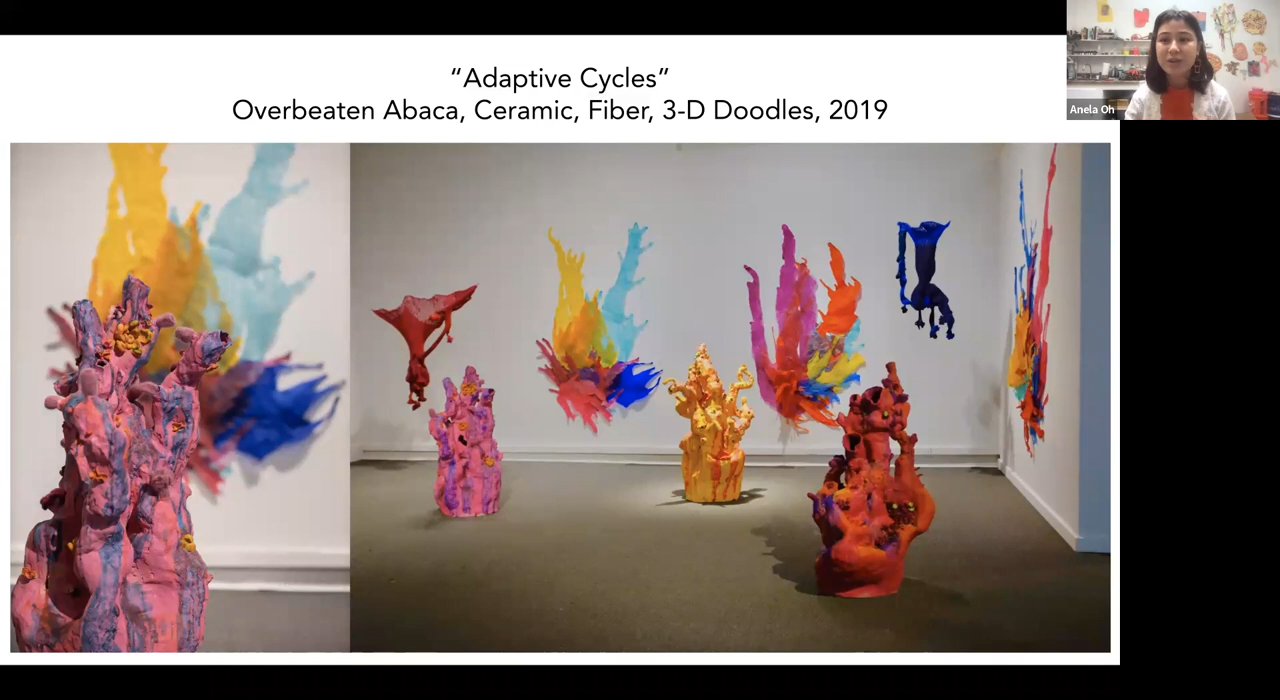 “Adaptive Cycles”
Overbeaten Abaca, Ceramic, Fiber, 3-D Doodles, 2019
Anela Oh